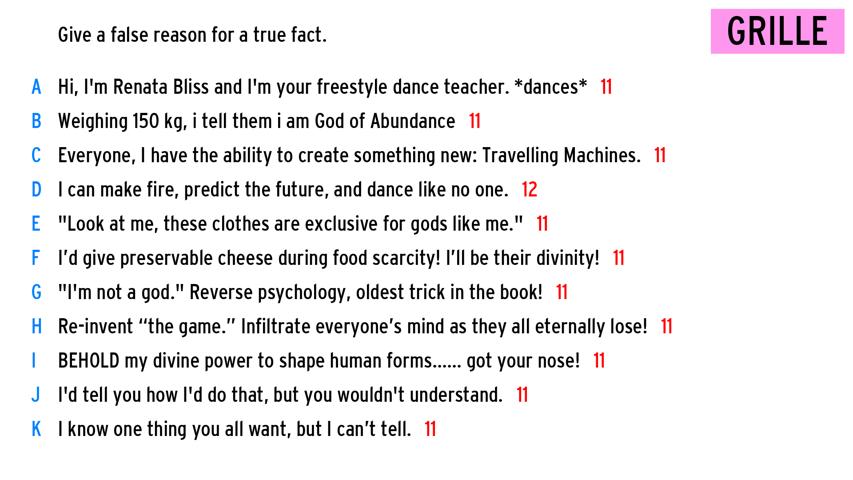 Give a false reason for a true fact.
GRILLE
A Hi, I'm Renata Bliss and I'm your freestyle dance teacher. *dances* 11
B Weighing 150 kg, i tell them i am God of Abundance 11
C Everyone, I have the ability to create something new: Travelling Machines. 11
D I can make fire, predict the future, and dance like no one. 12
E "Look at me, these clothes are exclusive for gods like me." 11
F I’d give preservable cheese during food scarcity! I’ll be their divinity! 11
G "I'm not a god." Reverse psychology, oldest trick in the book! 11
H Re-invent “the game.” Infiltrate everyone’s mind as they all eternally lose! 11
I BEHOLD my divine power to shape human forms...... got your nose! 11
J I'd tell you how I'd do that, but you wouldn't understand. 11
K I know one thing you all want, but I can’t tell. 11